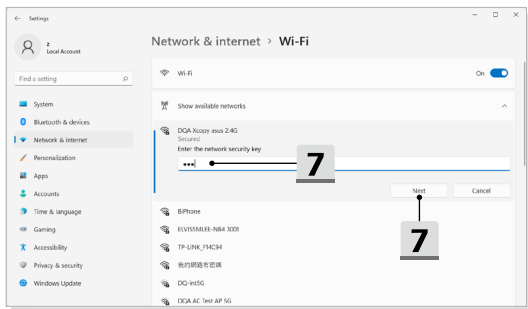 Settings
z
Local Account
Find a setting
System
Bluetooth & devices
Network & internet
Personalization
Apps
Accounts
Time & language
Gaming
Accessibility
Privacy & security
Windows Update
Network & internet > Wi-Fi
Wi-Fi
On
Show available networks
DQA Xcopy asus 2.4G
Secured
Enter the network security key
•••
7
Next
Cancel
7
BiPhone
ELVISSMLEE-N84 3001
TP-LINK_F14C94
我的網路有密碼
DQ-int5G
DQA AC Test AP 5G